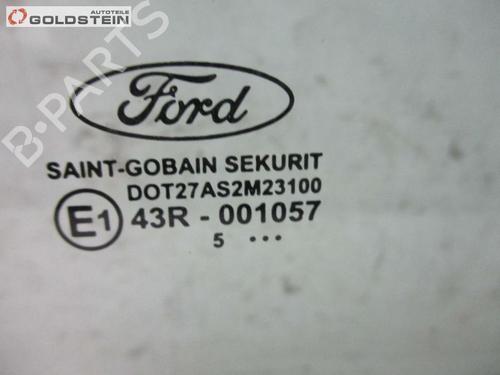 Autoteile
GOLDSTEIN
B-PARTS
Ford
SAINT-GOBAIN SEKURIT
DOT27AS2M23100
E1 43R - 001057
5 •••